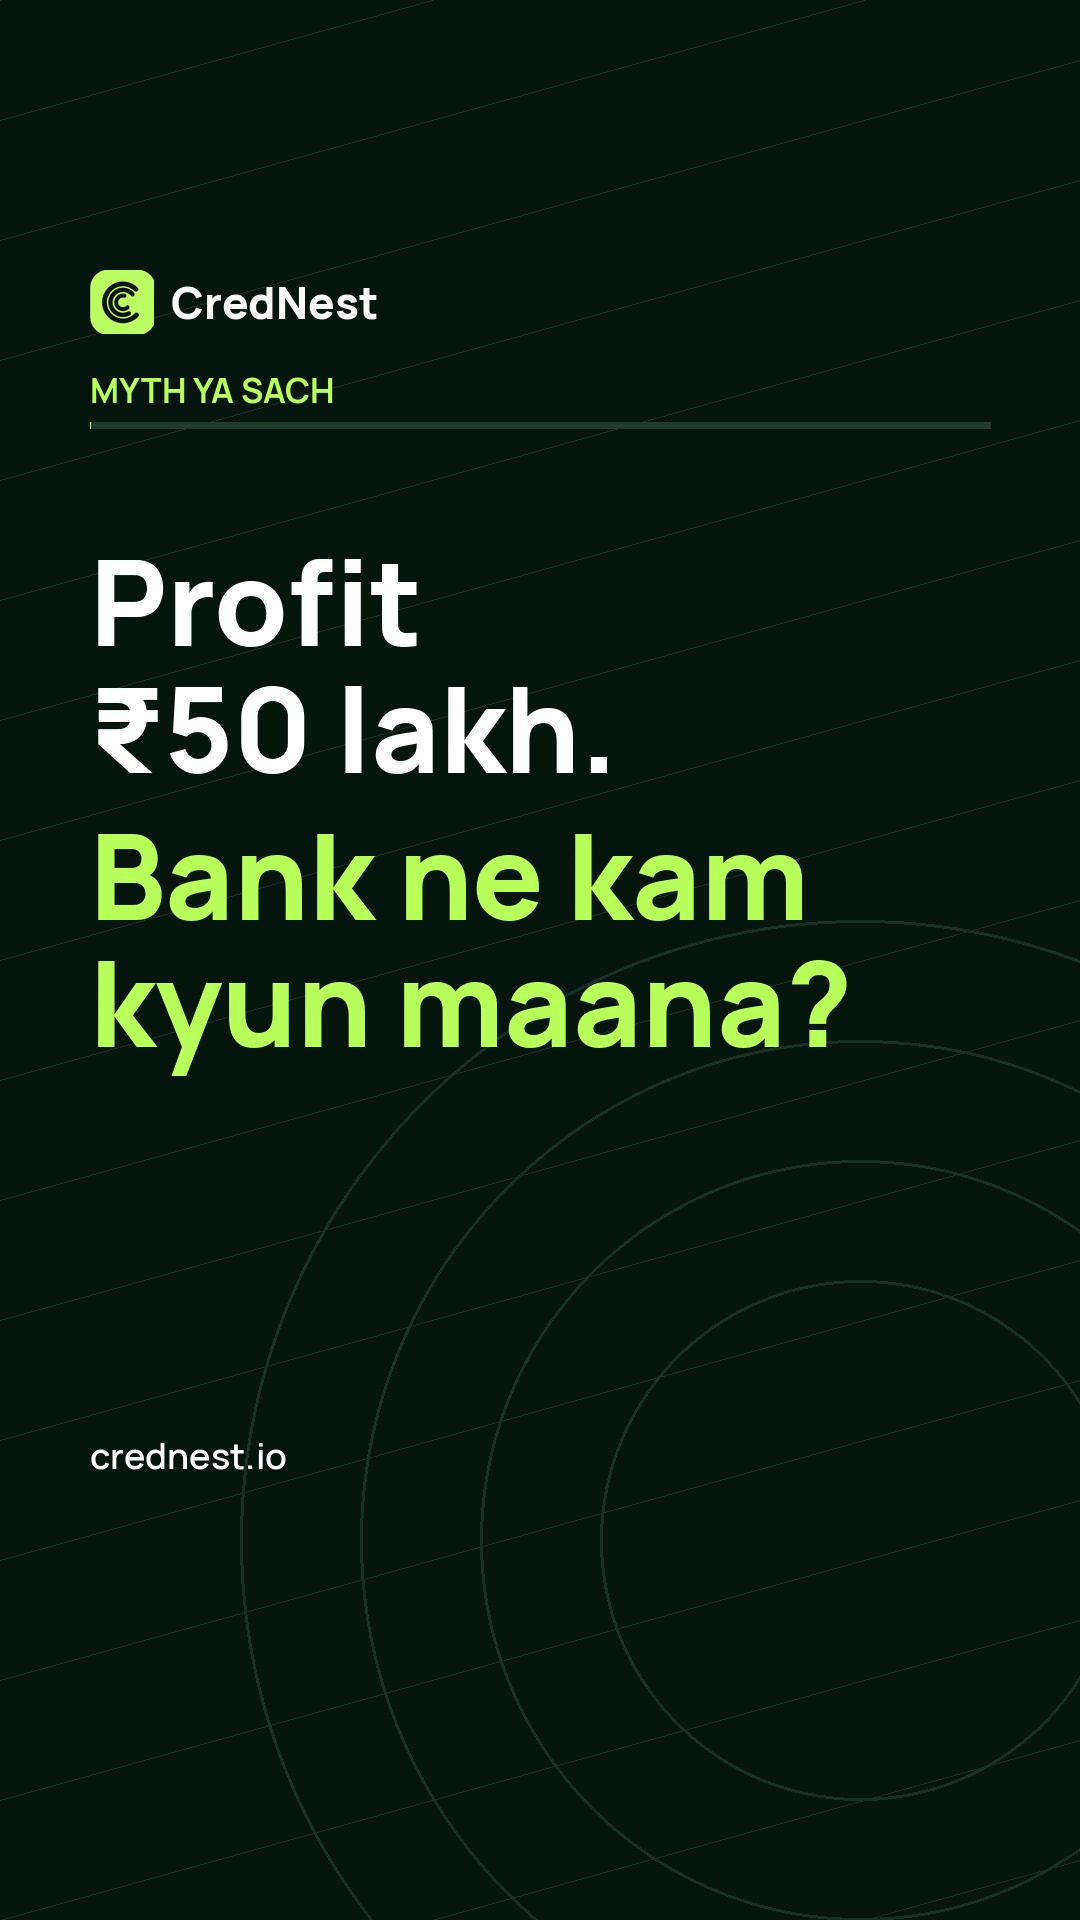 CredNest
MYTH YA SACH
Profit
₹50 lakh.
Bank ne kam
kyun maana?
crednest.io